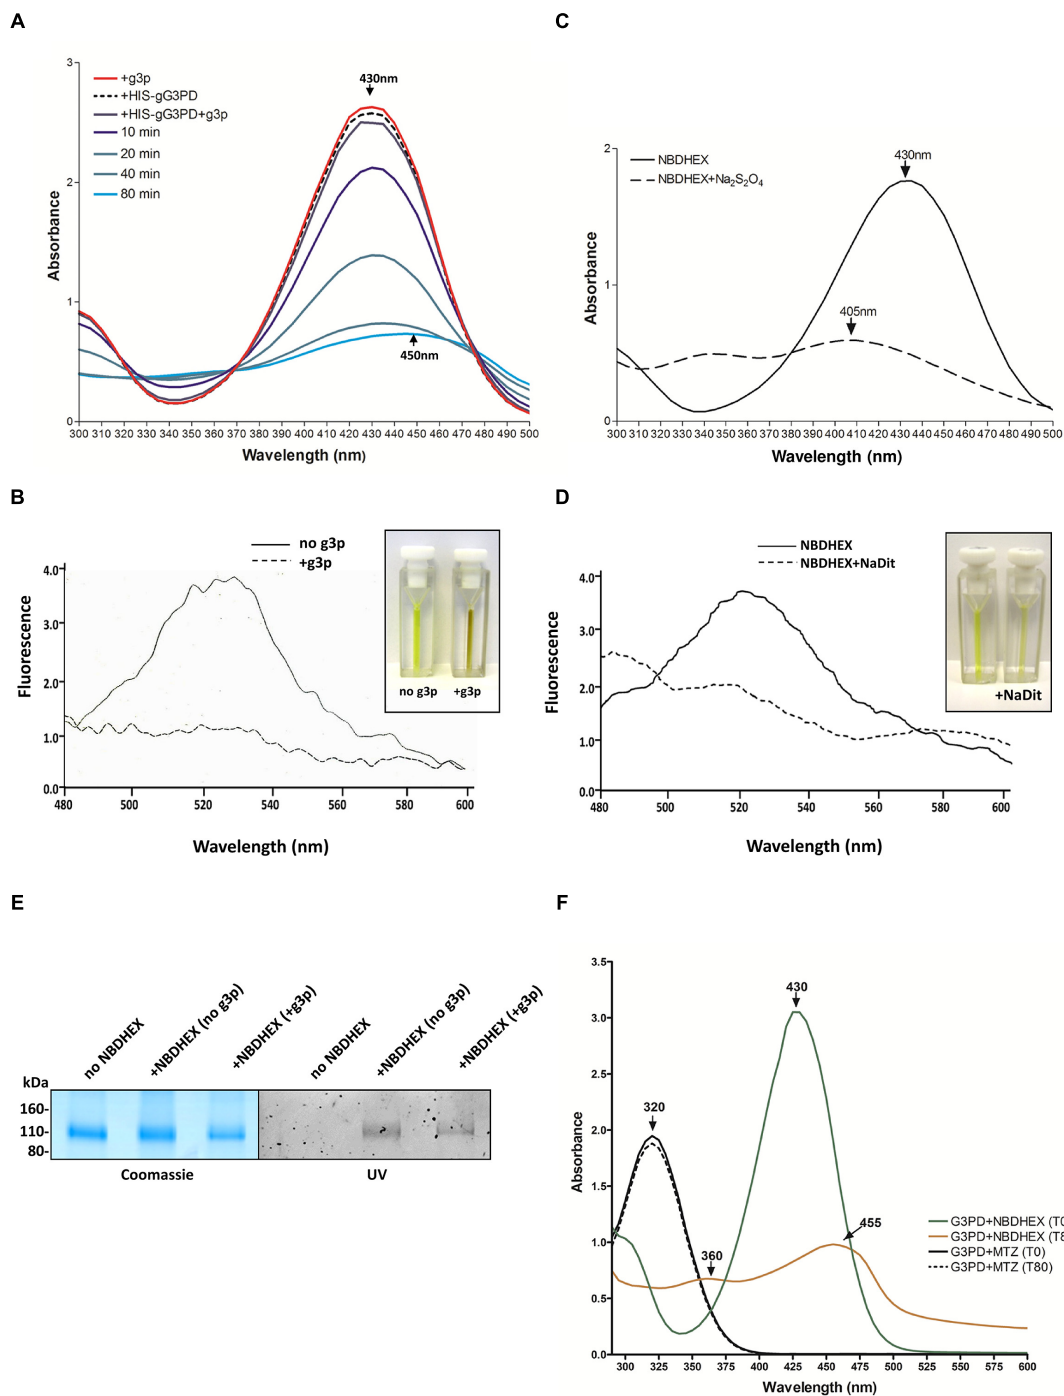 A
3
2
1
0
Absorbance
+g3p
+HIS-gG3PD
+HIS-gG3PD+g3p
10 min
20 min
40 min
80 min
430nm
450nm
300 310 320 330 340 350 360 370 380 390 400 410 420 430 440 450 460 470 480 490 500
Wavelength (nm)
C
2
1
0
Absorbance
NBDHEX
NBDHEX+Na₂S₂O₄
430nm
405nm
300 310 320 330 340 350 360 370 380 390 400 410 420 430 440 450 460 470 480 490 500
Wavelength (nm)
B
no g3p
+g3p
4.0
3.0
2.0
1.0
0.0
Fluorescence
no g3p +g3p
480 500 520 540 560 580 600
Wavelength (nm)
D
NBDHEX
NBDHEX+NaDit
4.0
3.0
2.0
1.0
0.0
Fluorescence
+NaDit
480 500 520 540 560 580 600
Wavelength (nm)
E
no NBDHEX
+NBDHEX (no g3p)
+NBDHEX (+g3p)
no NBDHEX
+NBDHEX (no g3p)
+NBDHEX (+g3p)
kDa
160-
110-
80-
Coomassie
UV
F
3.5
3.0
2.5
2.0
1.5
1.0
0.5
0.0
Absorbance
430
320
455
360
G3PD+NBDHEX (T0
G3PD+NBDHEX (T8
G3PD+MTZ (T0)
G3PD+MTZ (T80)
300 325 350 375 400 425 450 475 500 525 550 575 600
Wavelength (nm)